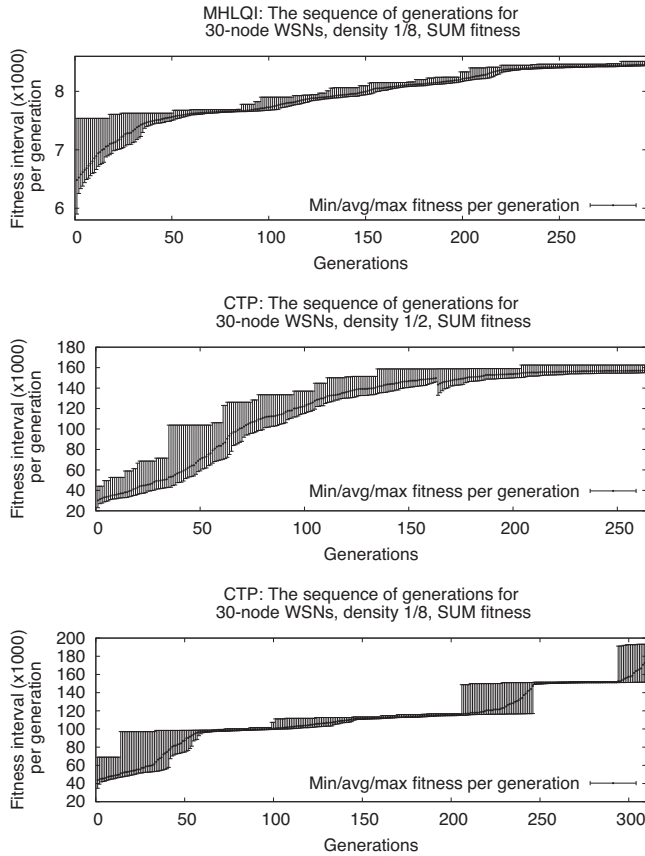 MHLQI: The sequence of generations for
30-node WSNs, density 1/8, SUM fitness
Fitness interval (x1000)
per generation
8
7
6
Min/avg/max fitness per generation
0 50 100 150 200 250
Generations
CTP: The sequence of generations for
30-node WSNs, density 1/2, SUM fitness
Fitness interval (x1000)
per generation
180
160
140
120
100
80
60
40
20
Min/avg/max fitness per generation
0 50 100 150 200 250
Generations
CTP: The sequence of generations for
30-node WSNs, density 1/8, SUM fitness
Fitness interval (x1000)
per generation
200
180
160
140
120
100
80
60
40
20
Min/avg/max fitness per generation
0 50 100 150 200 250 300
Generations